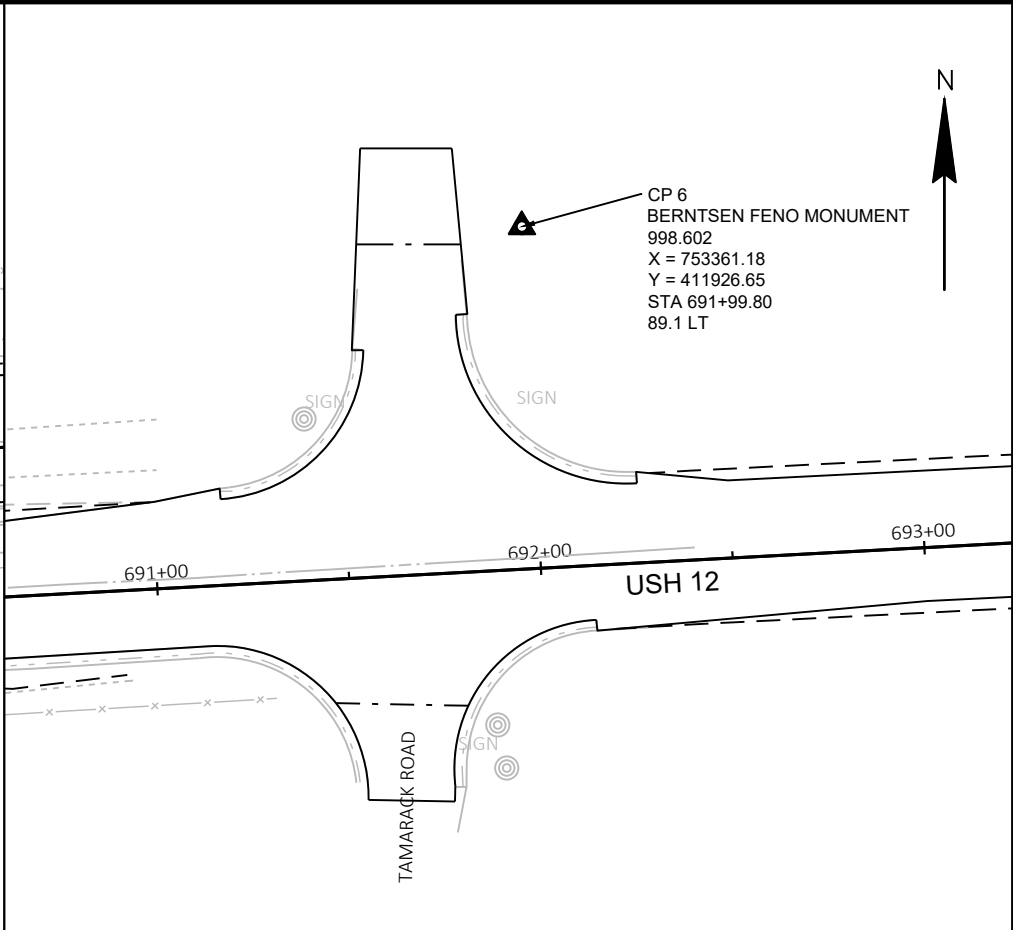 N
CP 6
BERNTSEN FENO MONUMENT
998.602
X = 753361.18
Y = 411926.65
STA 691+99.80
89.1 LT
SIGN
SIGN
691+00
692+00
693+00
USH 12
SIGN
TAMARACK ROAD